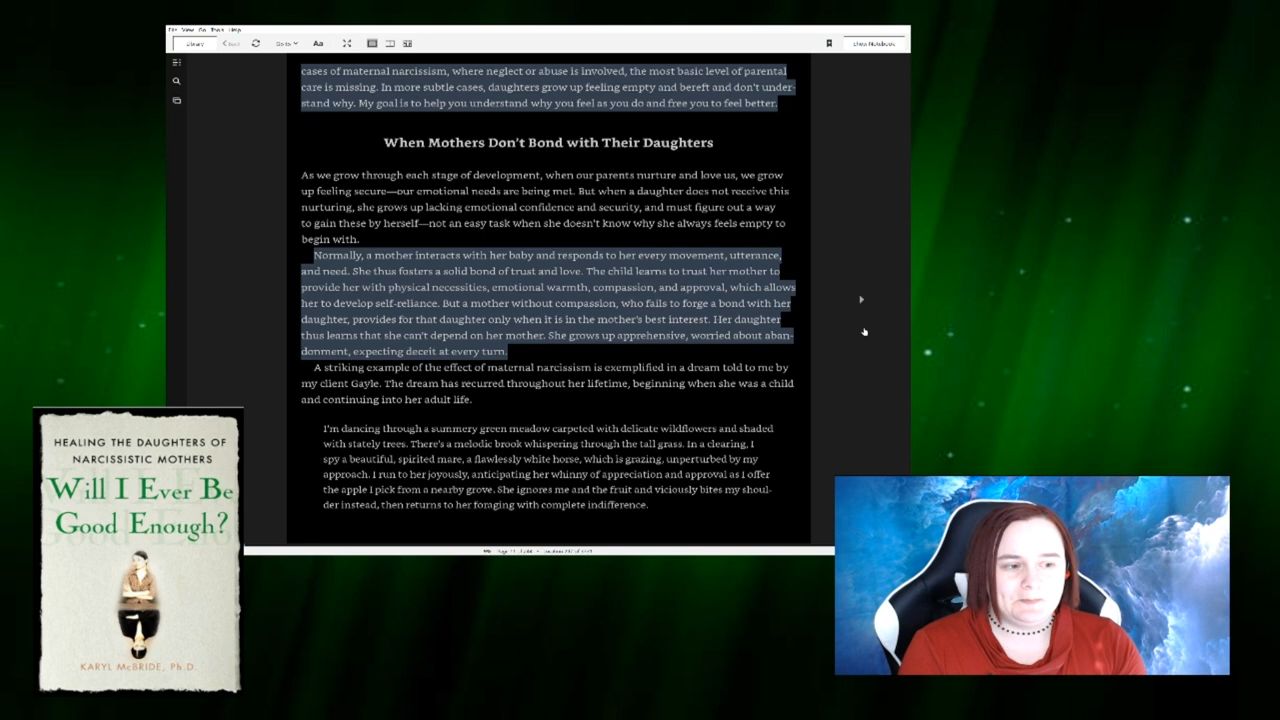 File View Go Tools Help
Library
Back
Go to
Aa
Show Notebook
cases of maternal narcissism, where neglect or abuse is involved, the most basic level of parental
care is missing. In more subtle cases, daughters grow up feeling empty and bereft and don't under-
stand why. My goal is to help you understand why you feel as you do and free you to feel better.
When Mothers Don't Bond with Their Daughters
As we grow through each stage of development, when our parents nurture and love us, we grow
up feeling secure—our emotional needs are being met. But when a daughter does not receive this
nurturing, she grows up lacking emotional confidence and security, and must figure out a way
to gain these by herself—not an easy task when she doesn't know why she always feels empty to
begin with.
Normally, a mother interacts with her baby and responds to her every movement, utterance,
and need. She thus fosters a solid bond of trust and love. The child learns to trust her mother to
provide her with physical necessities, emotional warmth, compassion, and approval, which allows
her to develop self-reliance. But a mother without compassion, who fails to forge a bond with her
daughter, provides for that daughter only when it is in the mother's best interest. Her daughter
thus learns that she can't depend on her mother. She grows up apprehensive, worried about aban-
donment, expecting deceit at every turn.
A striking example of the effect of maternal narcissism is exemplified in a dream told to me by
my client Gayle. The dream has recurred throughout her lifetime, beginning when she was a child
and continuing into her adult life.
I'm dancing through a summery green meadow carpeted with delicate wildflowers and shaded
with stately trees. There's a melodic brook whispering through the tall grass. In a clearing, I
spy a beautiful, spirited mare, a flawlessly white horse, which is grazing, unperturbed by my
approach. I run to her joyously, anticipating her whinny of appreciation and approval as I offer
the apple I pick from a nearby grove. She ignores me and the fruit and viciously bites my shoul-
der instead, then returns to her foraging with complete indifference.
HEALING THE DAUGHTERS OF
NARCISSISTIC MOTHERS
Will I Ever Be
Good Enough?
KARYL McBRIDE, Ph.D.